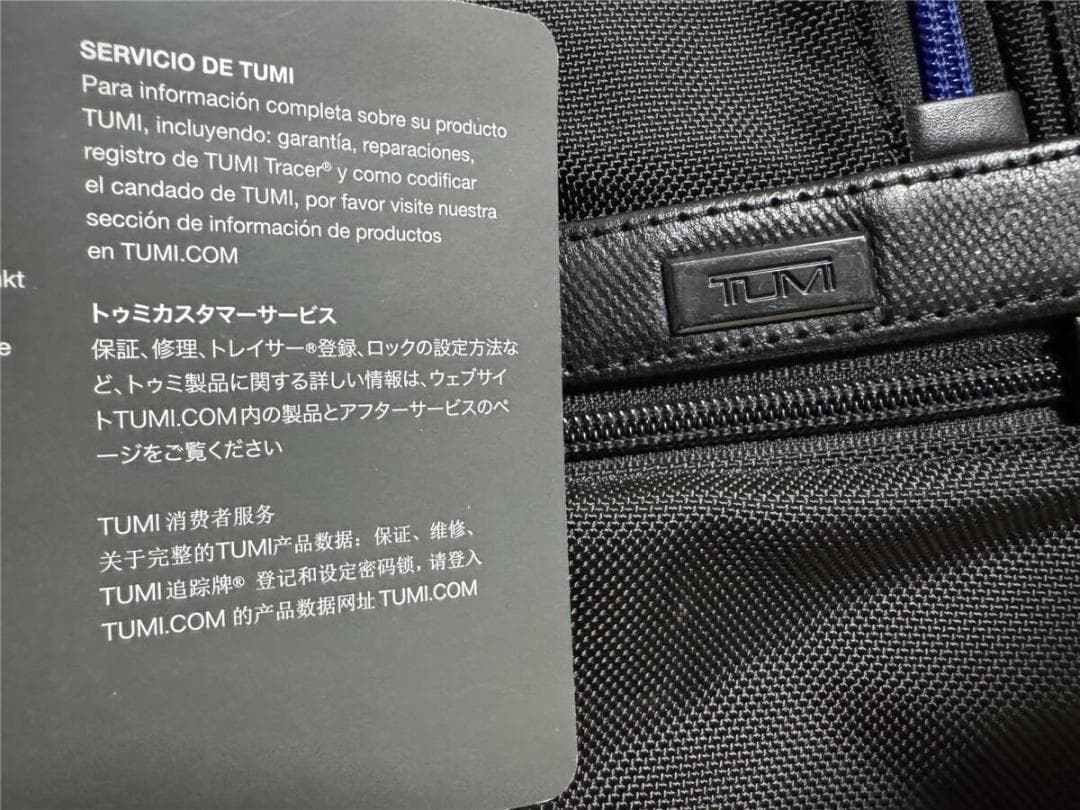 SERVICIO DE TUMI
Para información completa sobre su producto
TUMI, incluyendo: garantía, reparaciones,
registro de TUMI Tracer® y como codificar
el candado de TUMI, por favor visite nuestra
sección de información de productos
en TUMI.COM
トゥミカスタマーサービス
保証、修理、トレイサー®登録、ロックの設定方法な
ど、トゥミ製品に関する詳しい情報は、ウェブサイ
トTUMI.COM内の製品とアフターサービスのペ
ージをご覧ください
TUMI 消费者服务
关于完整的TUMI产品数据：保证、维修、
TUMI 追踪牌® 登记和设定密码锁，请登入
TUMI.COM 的产品数据网址 TUMI.COM
TUMI